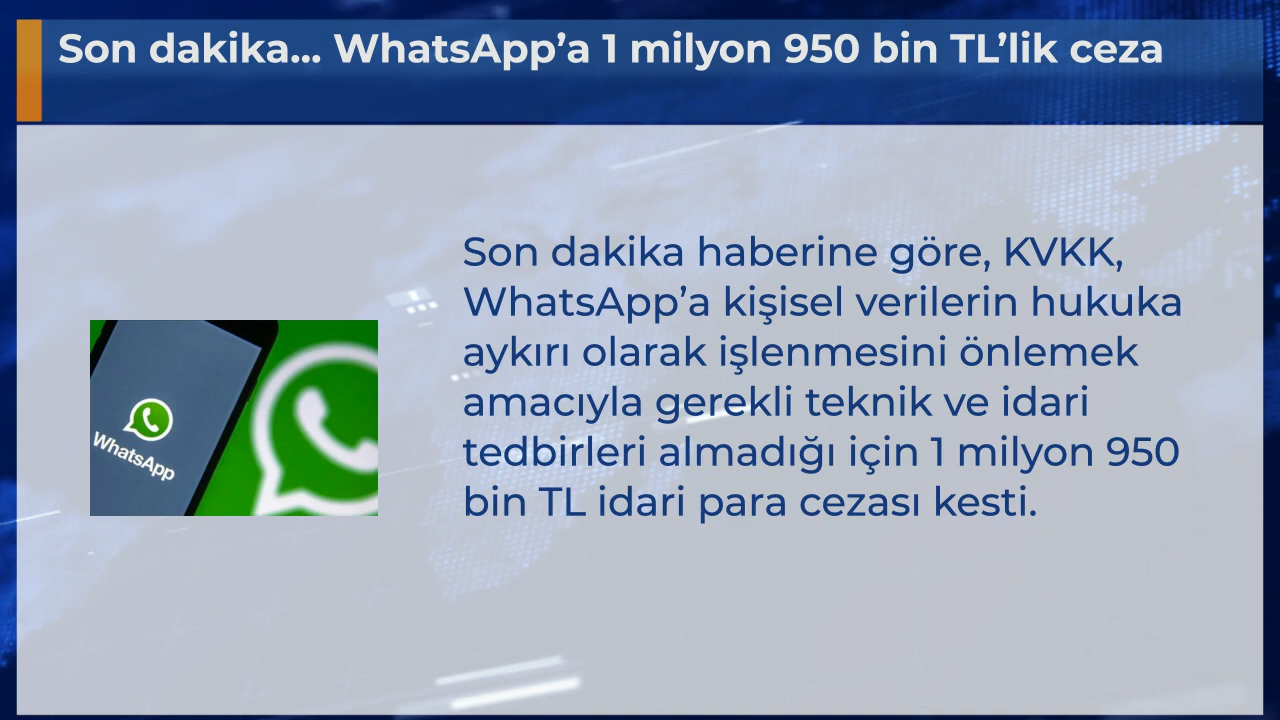 Son dakika... WhatsApp’a 1 milyon 950 bin TL’lik ceza
Son dakika haberine göre, KVKK,
WhatsApp’a kişisel verilerin hukuka
aykırı olarak işlenmesini önlemek
amacıyla gerekli teknik ve idari
tedbirleri almadığı için 1 milyon 950
bin TL idari para cezası kesti.
WhatsApp